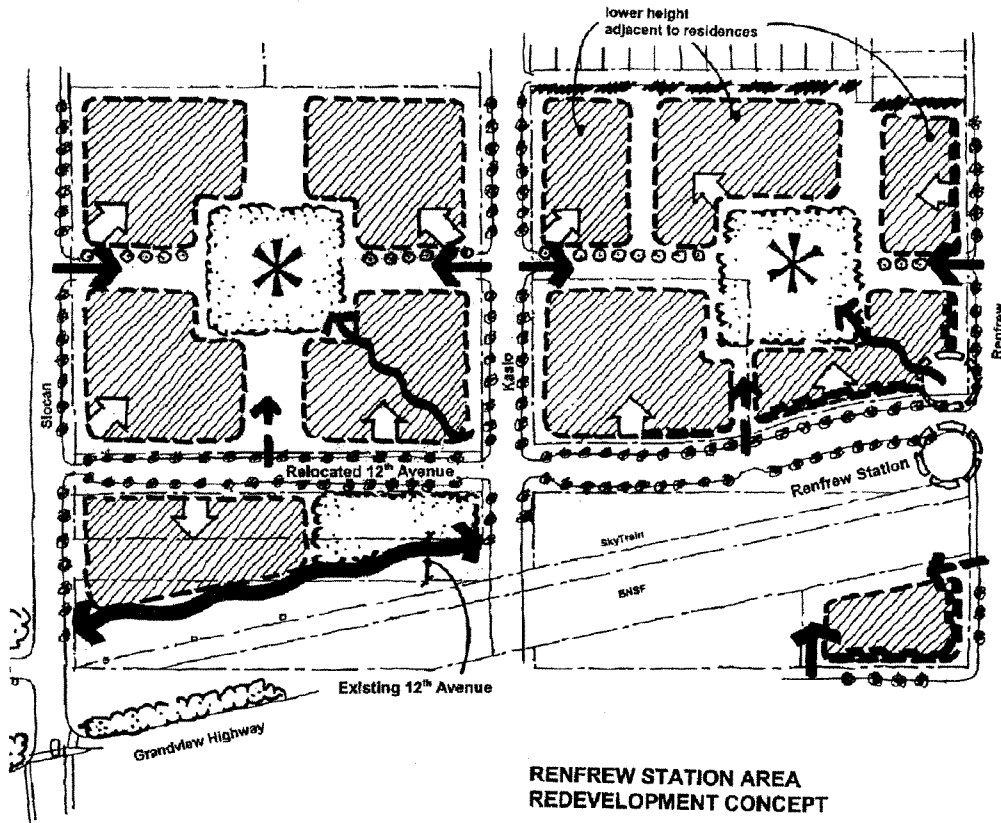 lower height
adjacent to residences
Slocan
Kaslo
Renfrew
Relocated 12th Avenue
Renfrew Station
SkyTrain
BNSF
Existing 12th Avenue
Grandview Highway
RENFREW STATION AREA
REDEVELOPMENT CONCEPT